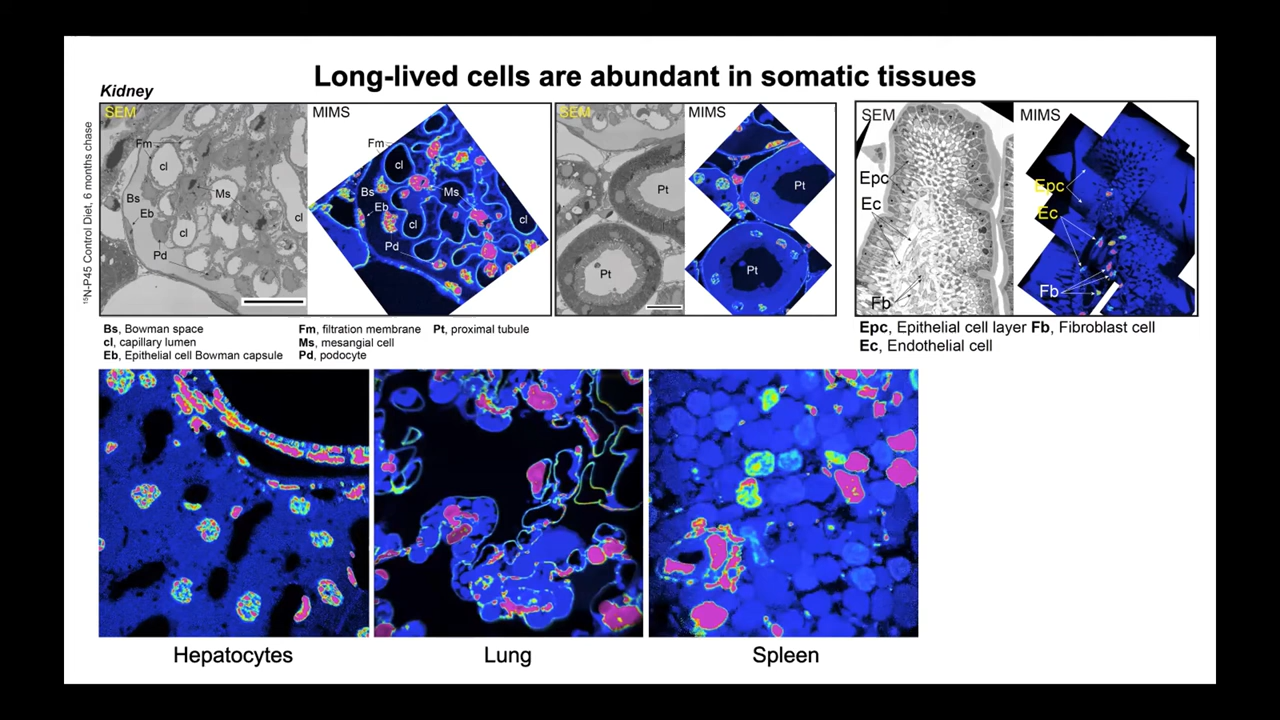 Long-lived cells are abundant in somatic tissues
Kidney
¹⁵N-P45 Control Diet, 6 months chase
SEM
Fm
cl
Ms
Bs
Eb
cl
cl
Pd
MIMS
Fm
cl
Bs
Ms
Eb
cl
cl
Pd
SEM
Pt
Pt
MIMS
Pt
Pt
SEM
Epc
Ec
Fb
MIMS
Epc
Ec
Fb
Bs, Bowman space
cl, capillary lumen
Eb, Epithelial cell Bowman capsule
Fm, filtration membrane
Ms, mesangial cell
Pd, podocyte
Pt, proximal tubule
Epc, Epithelial cell layer Fb, Fibroblast cell
Ec, Endothelial cell
Hepatocytes
Lung
Spleen